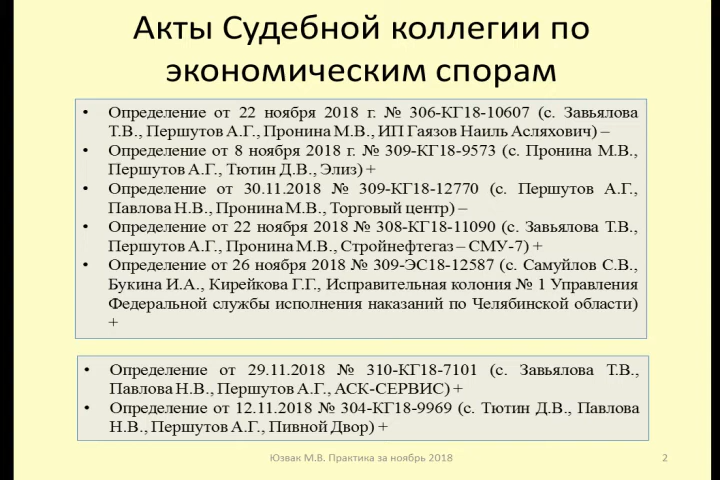 Акты Судебной коллегии по
экономическим спорам
• Определение от 22 ноября 2018 г. № 306-КГ18-10607 (с. Завьялова
Т.В., Першутов А.Г., Пронина М.В., ИП Гаязов Наиль Асляхович) –
• Определение от 8 ноября 2018 г. № 309-КГ18-9573 (с. Пронина М.В.,
Першутов А.Г., Тютин Д.В., Элиз) +
• Определение от 30.11.2018 № 309-КГ18-12770 (с. Першутов А.Г.,
Павлова Н.В., Пронина М.В., Торговый центр) –
• Определение от 22 ноября 2018 № 308-КГ18-11090 (с. Завьялова Т.В.,
Першутов А.Г., Пронина М.В., Стройнефтегаз – СМУ-7) +
• Определение от 26 ноября 2018 № 309-ЭС18-12587 (с. Самуйлов С.В.,
Букина И.А., Кирейкова Г.Г., Исправительная колония № 1 Управления
Федеральной службы исполнения наказаний по Челябинской области)
+
• Определение от 29.11.2018 № 310-КГ18-7101 (с. Завьялова Т.В.,
Павлова Н.В., Першутов А.Г., АСК-СЕРВИС) +
• Определение от 12.11.2018 № 304-КГ18-9969 (с. Тютин Д.В., Павлова
Н.В., Першутов А.Г., Пивной Двор) +
Юзвак М.В. Практика за ноябрь 2018
2